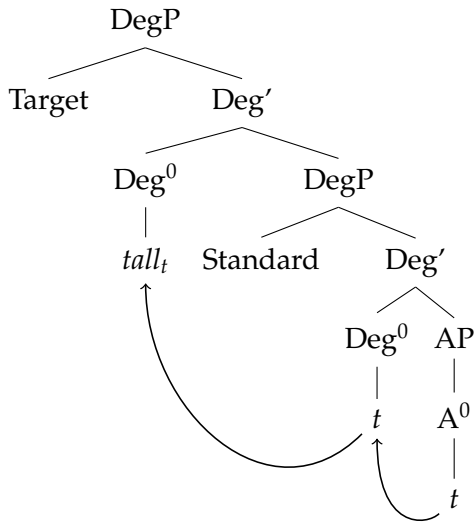 DegP
Target Deg'
Deg⁰ DegP
tallₜ Standard Deg'
Deg⁰ AP
t A⁰
t